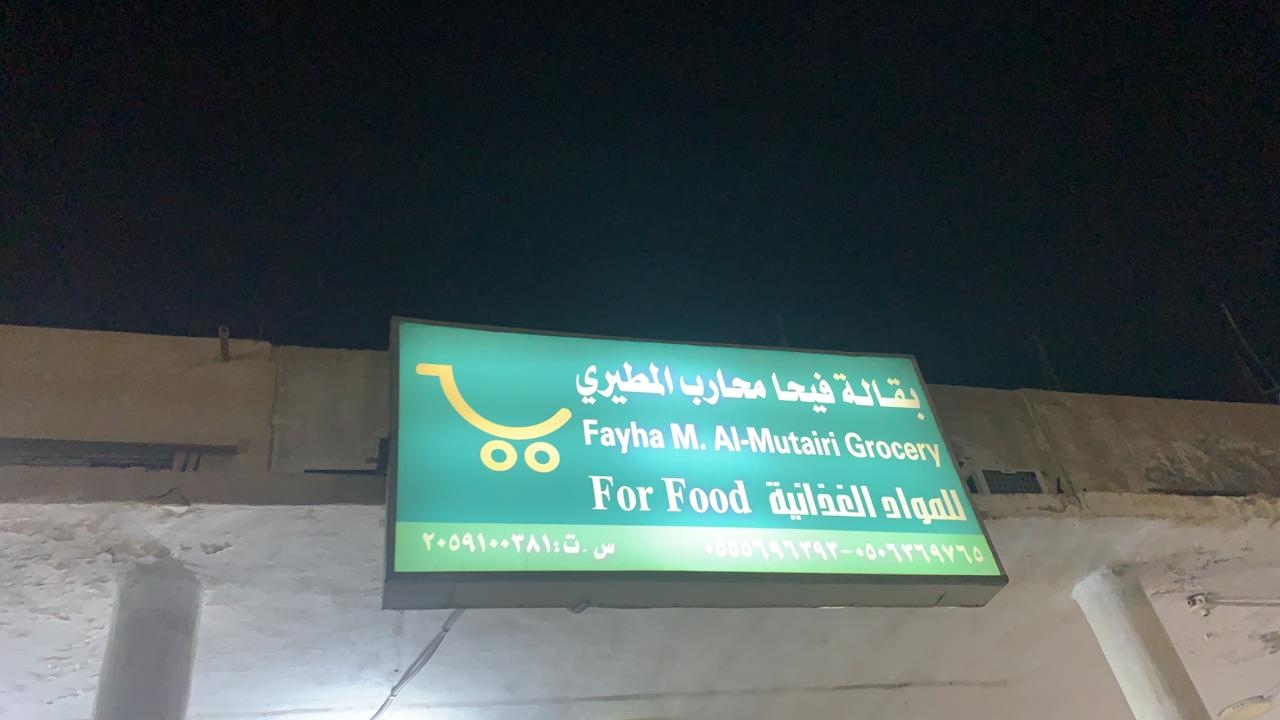 بقالة فيحا محارب المطيري
Fayha M. Al-Mutairi Grocery
For Food للمواد الغذائية
س.ت: ٢٠٥٩١٠٠٣٨١ ٠٥٥٥٦٩٦٣٩٣-٠٥٠٦٣٦٩٧٦٥